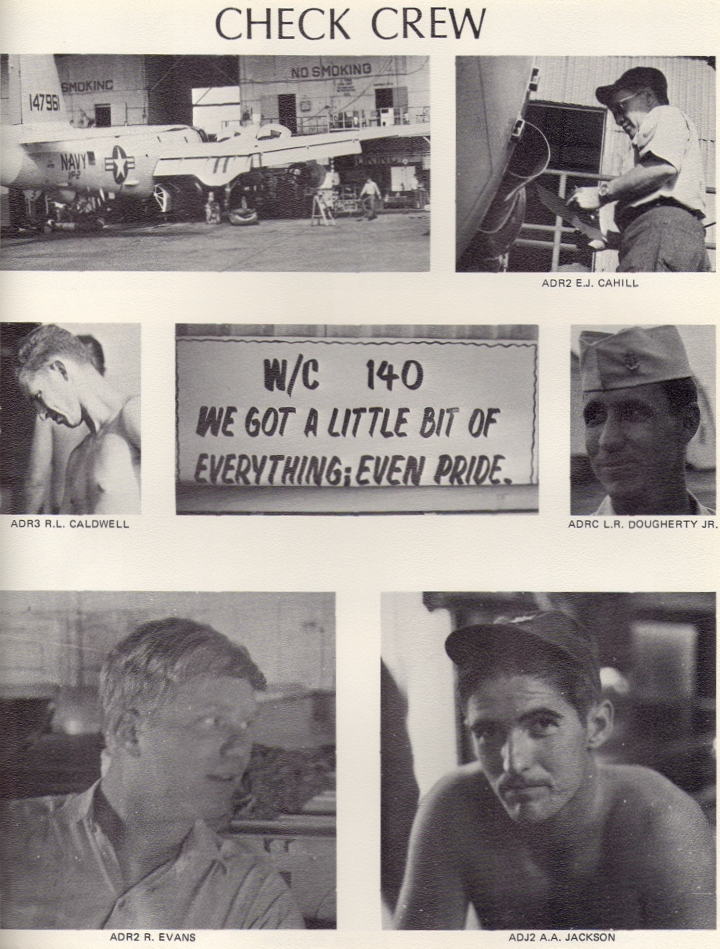 CHECK CREW
SMOKING
NO SMOKING
147961
NAVY
ADR2 E.J. CAHILL
W/C 140
WE GOT A LITTLE BIT OF
EVERYTHING; EVEN PRIDE.
ADR3 R.L. CALDWELL
ADRC L.R. DOUGHERTY JR.
ADR2 R. EVANS
ADJ2 A.A. JACKSON